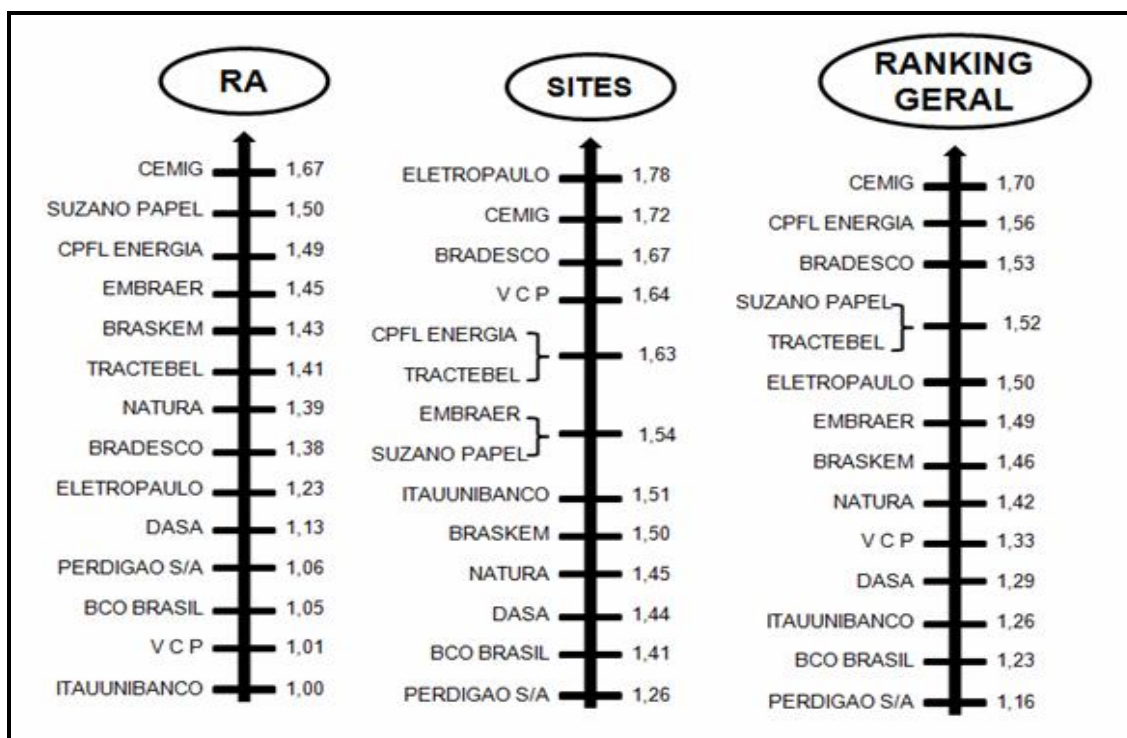 RA
CEMIG 1,67
SUZANO PAPEL 1,50
CPFL ENERGIA 1,49
EMBRAER 1,45
BRASKEM 1,43
TRACTEBEL 1,41
NATURA 1,39
BRADESCO 1,38
ELETROPAULO 1,23
DASA 1,13
PERDIGAO S/A 1,06
BCO BRASIL 1,05
V C P 1,01
ITAUUNIBANCO 1,00
SITES
ELETROPAULO 1,78
CEMIG 1,72
BRADESCO 1,67
V C P 1,64
CPFL ENERGIA
1,63
TRACTEBEL
EMBRAER
1,54
SUZANO PAPEL
ITAUUNIBANCO 1,51
BRASKEM 1,50
NATURA 1,45
DASA 1,44
BCO BRASIL 1,41
PERDIGAO S/A 1,26
RANKING
GERAL
CEMIG 1,70
CPFL ENERGIA 1,56
BRADESCO 1,53
SUZANO PAPEL
1,52
TRACTEBEL
ELETROPAULO 1,50
EMBRAER 1,49
BRASKEM 1,46
NATURA 1,42
V C P 1,33
DASA 1,29
ITAUUNIBANCO 1,26
BCO BRASIL 1,23
PERDIGAO S/A 1,16